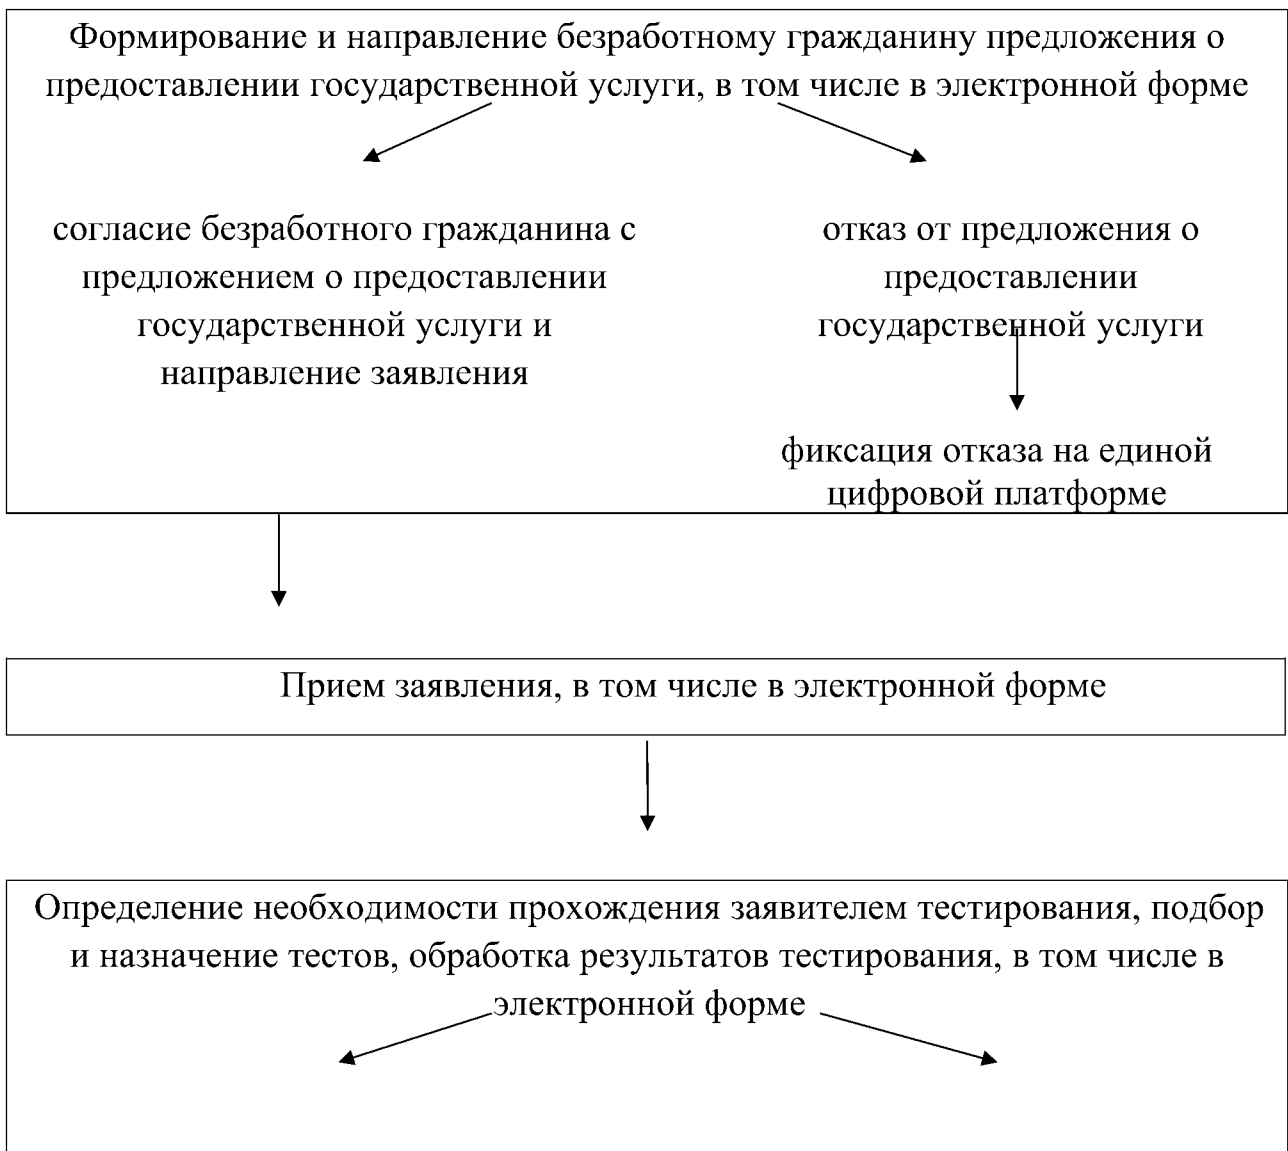 Формирование и направление безработному гражданину предложения о
предоставлении государственной услуги, в том числе в электронной форме
согласие безработного гражданина с
предложением о предоставлении
государственной услуги и
направление заявления
отказ от предложения о
предоставлении
государственной услуги
фиксация отказа на единой
цифровой платформе
Прием заявления, в том числе в электронной форме
Определение необходимости прохождения заявителем тестирования, подбор
и назначение тестов, обработка результатов тестирования, в том числе в
электронной форме